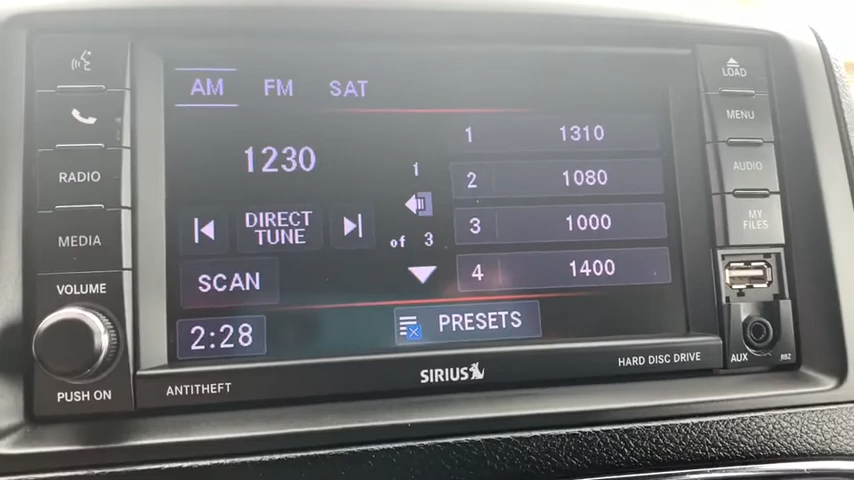 LOAD
AM FM SAT
MENU
1 1310
1230
RADIO
1
2 1080
AUDIO
DIRECT TUNE
of 3
3 1000
MY FILES
MEDIA
SCAN
4 1400
VOLUME
2:28
PRESETS
AUX
RBZ
HARD DISC DRIVE
SIRIUS
ANTITHEFT
PUSH ON